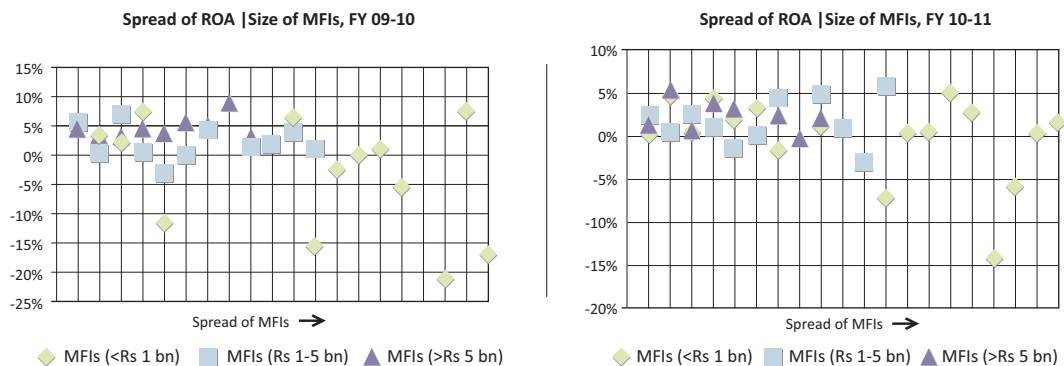 Spread of ROA |Size of MFIs, FY 09-10
15%
10%
5%
0%
-5%
-10%
-15%
-20%
-25%
Spread of MFIs
MFIs (<Rs 1 bn) MFIs (Rs 1-5 bn) MFIs (>Rs 5 bn)
Spread of ROA |Size of MFIs, FY 10-11
10%
5%
0%
-5%
-10%
-15%
-20%
Spread of MFIs
MFIs (<Rs 1 bn) MFIs (Rs 1-5 bn) MFIs (>Rs 5 bn)